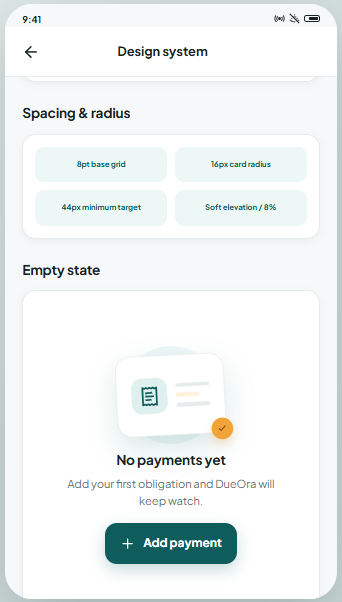 9:41
Design system
Spacing & radius
8pt base grid
16px card radius
44px minimum target
Soft elevation / 8%
Empty state
No payments yet
Add your first obligation and DueOra will
keep watch.
Add payment